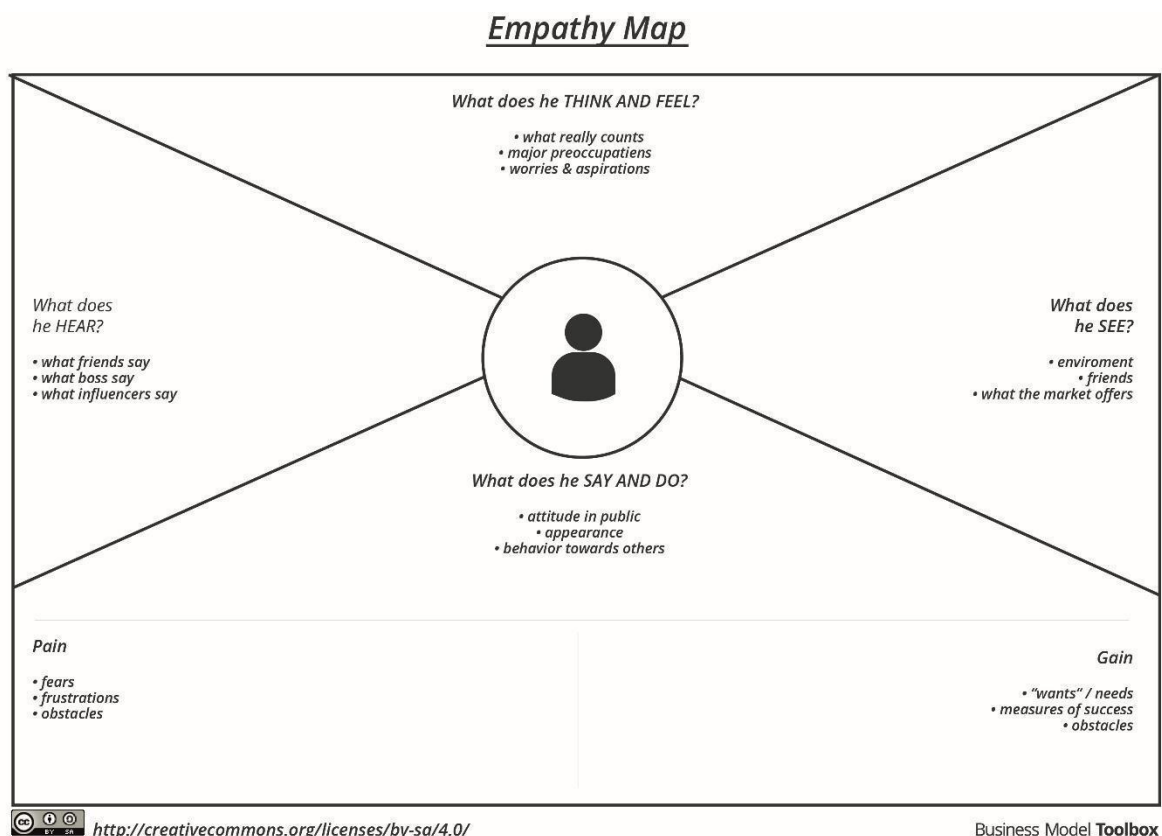 Empathy Map
What does he THINK AND FEEL?
• what really counts
• major preoccupatiens
• worries & aspirations
What does
he HEAR?
• what friends say
• what boss say
• what influencers say
What does
he SEE?
• enviroment
• friends
• what the market offers
What does he SAY AND DO?
• attitude in public
• appearance
• behavior towards others
Pain
• fears
• frustrations
• obstacles
Gain
• "wants" / needs
• measures of success
• obstacles
cc BY SA
http://creativecommons.org/licenses/by-sa/4.0/
Business Model Toolbox